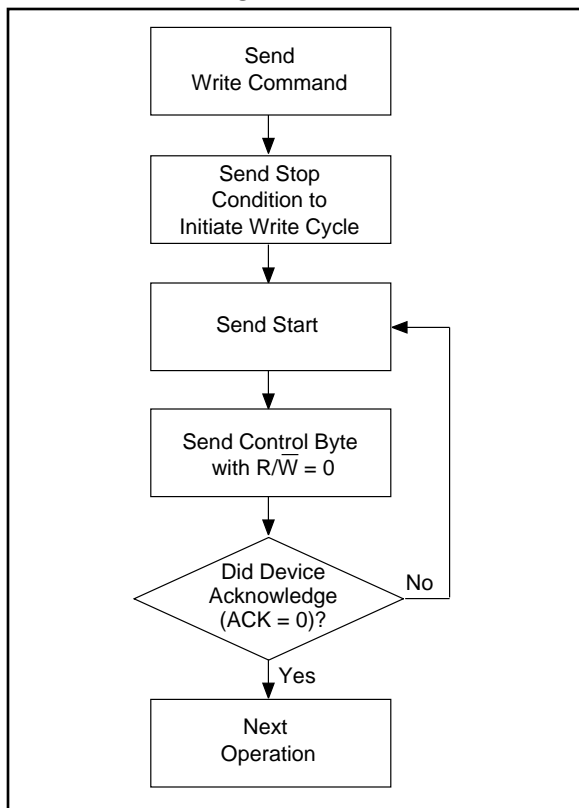 Send
Write Command
Send Stop
Condition to
Initiate Write Cycle
Send Start
Send Control Byte
with R/W̅ = 0
Did Device
Acknowledge
(ACK = 0)?
No
Yes
Next
Operation